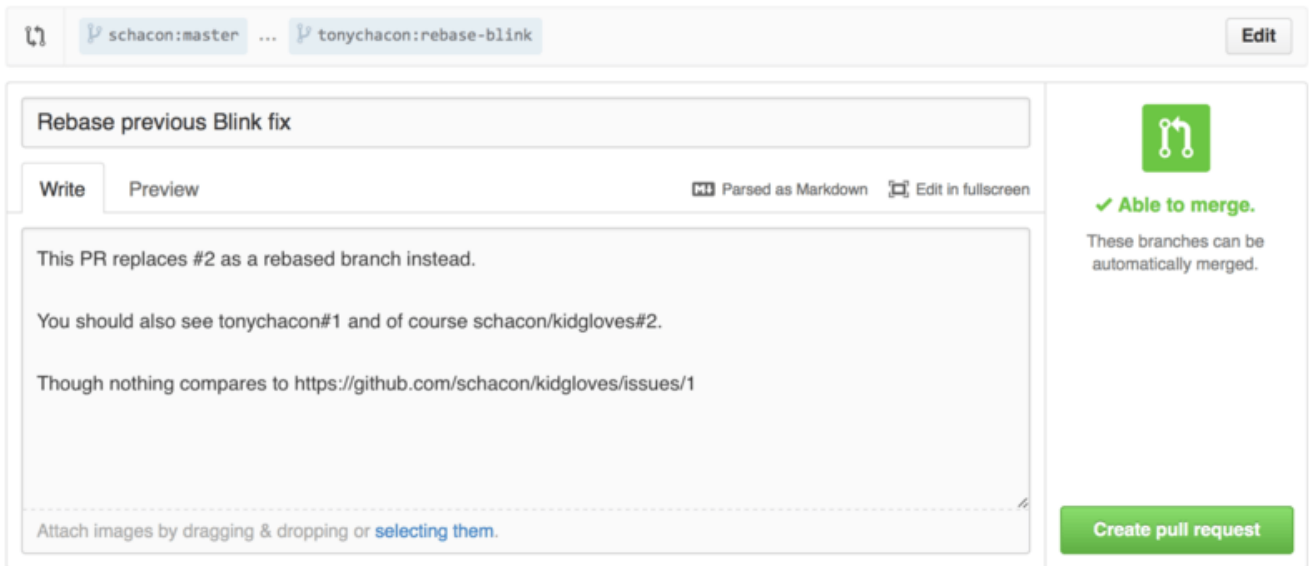 schacon:master ... tonychacon:rebase-blink Edit
Rebase previous Blink fix
Write Preview Parsed as Markdown Edit in fullscreen
Able to merge.
These branches can be
automatically merged.
This PR replaces #2 as a rebased branch instead.
You should also see tonychacon#1 and of course schacon/kidgloves#2.
Though nothing compares to https://github.com/schacon/kidgloves/issues/1
Attach images by dragging & dropping or selecting them.
Create pull request